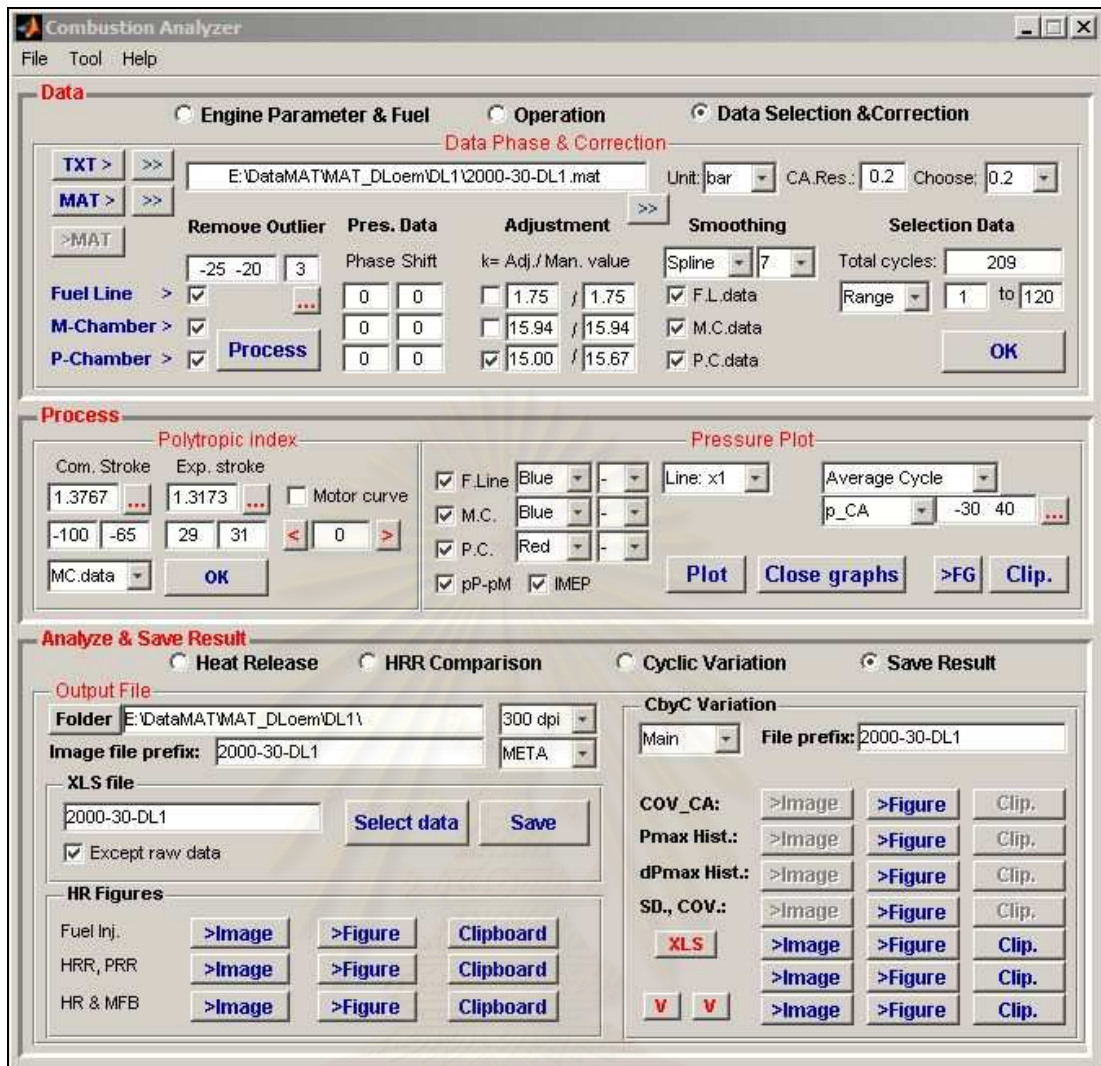 Combustion Analyzer
File Tool Help
Data
Engine Parameter & Fuel Operation Data Selection &Correction
Data Phase & Correction
TXT > >> E:\DataMAT\MAT_DLoem\DL1\2000-30-DL1.mat Unit: bar CA.Res.: 0.2 Choose: 0.2
MAT > >> >>
>MAT Remove Outlier Pres. Data Adjustment Smoothing Selection Data
-25 -20 3 Phase Shift k= Adj./ Man. value Spline 7 Total cycles: 209
Fuel Line > ... 0 0 1.75 / 1.75 F.L.data Range 1 to 120
M-Chamber > 0 0 15.94 / 15.94 M.C.data
P-Chamber > Process 0 0 15.00 / 15.67 P.C.data OK
Process
Polytropic index Pressure Plot
Com. Stroke Exp. stroke
1.3767 ... 1.3173 ... Motor curve F.Line Blue - Line: x1 Average Cycle
-100 -65 29 31 < 0 > M.C. Blue - p_CA -30 40 ...
MC.data OK P.C. Red -
pP-pM IMEP Plot Close graphs >FG Clip.
Analyze & Save Result
Heat Release HRR Comparison Cyclic Variation Save Result
Output File CbyC Variation
Folder E:\DataMAT\MAT_DLoem\DL1\ 300 dpi
Image file prefix: 2000-30-DL1 META
Main File prefix: 2000-30-DL1
XLS file
2000-30-DL1 Select data Save
Except raw data
COV_CA: >Image >Figure Clip.
Pmax Hist.: >Image >Figure Clip.
dPmax Hist.: >Image >Figure Clip.
SD., COV.: >Image >Figure Clip.
XLS >Image >Figure Clip.
>Image >Figure Clip.
V V >Image >Figure Clip.
HR Figures
Fuel Inj. >Image >Figure Clipboard
HRR, PRR >Image >Figure Clipboard
HR & MFB >Image >Figure Clipboard